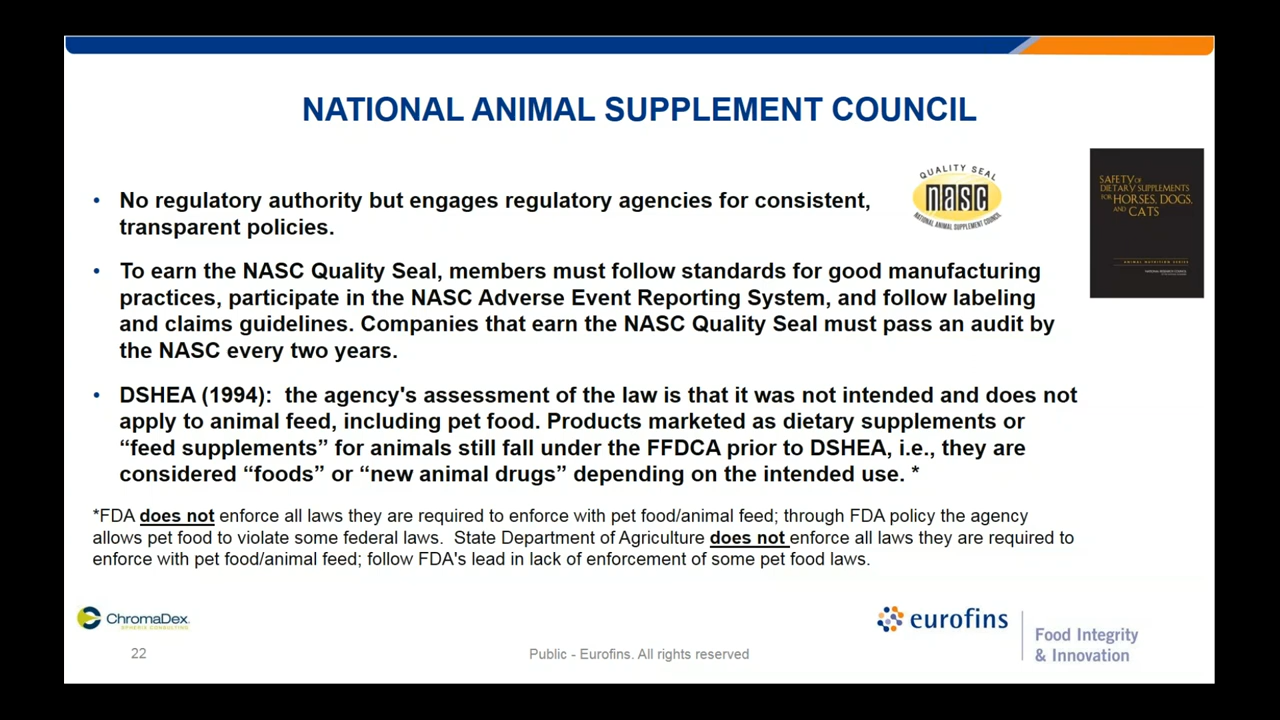 NATIONAL ANIMAL SUPPLEMENT COUNCIL
QUALITY SEAL
nasc
NATIONAL ANIMAL SUPPLEMENT COUNCIL
SAFETY OF
DIETARY SUPPLEMENTS
FOR HORSES, DOGS,
AND CATS
ANIMAL NUTRITION SERIES
NATIONAL RESEARCH COUNCIL
• No regulatory authority but engages regulatory agencies for consistent,
transparent policies.
• To earn the NASC Quality Seal, members must follow standards for good manufacturing
practices, participate in the NASC Adverse Event Reporting System, and follow labeling
and claims guidelines. Companies that earn the NASC Quality Seal must pass an audit by
the NASC every two years.
• DSHEA (1994):  the agency's assessment of the law is that it was not intended and does not
apply to animal feed, including pet food. Products marketed as dietary supplements or
“feed supplements” for animals still fall under the FFDCA prior to DSHEA, i.e., they are
considered “foods” or “new animal drugs” depending on the intended use. *
*FDA does not enforce all laws they are required to enforce with pet food/animal feed; through FDA policy the agency
allows pet food to violate some federal laws.  State Department of Agriculture does not enforce all laws they are required to
enforce with pet food/animal feed; follow FDA's lead in lack of enforcement of some pet food laws.
ChromaDex
SPHERIX CONSULTING
eurofins
Food Integrity
& Innovation
22
Public - Eurofins. All rights reserved